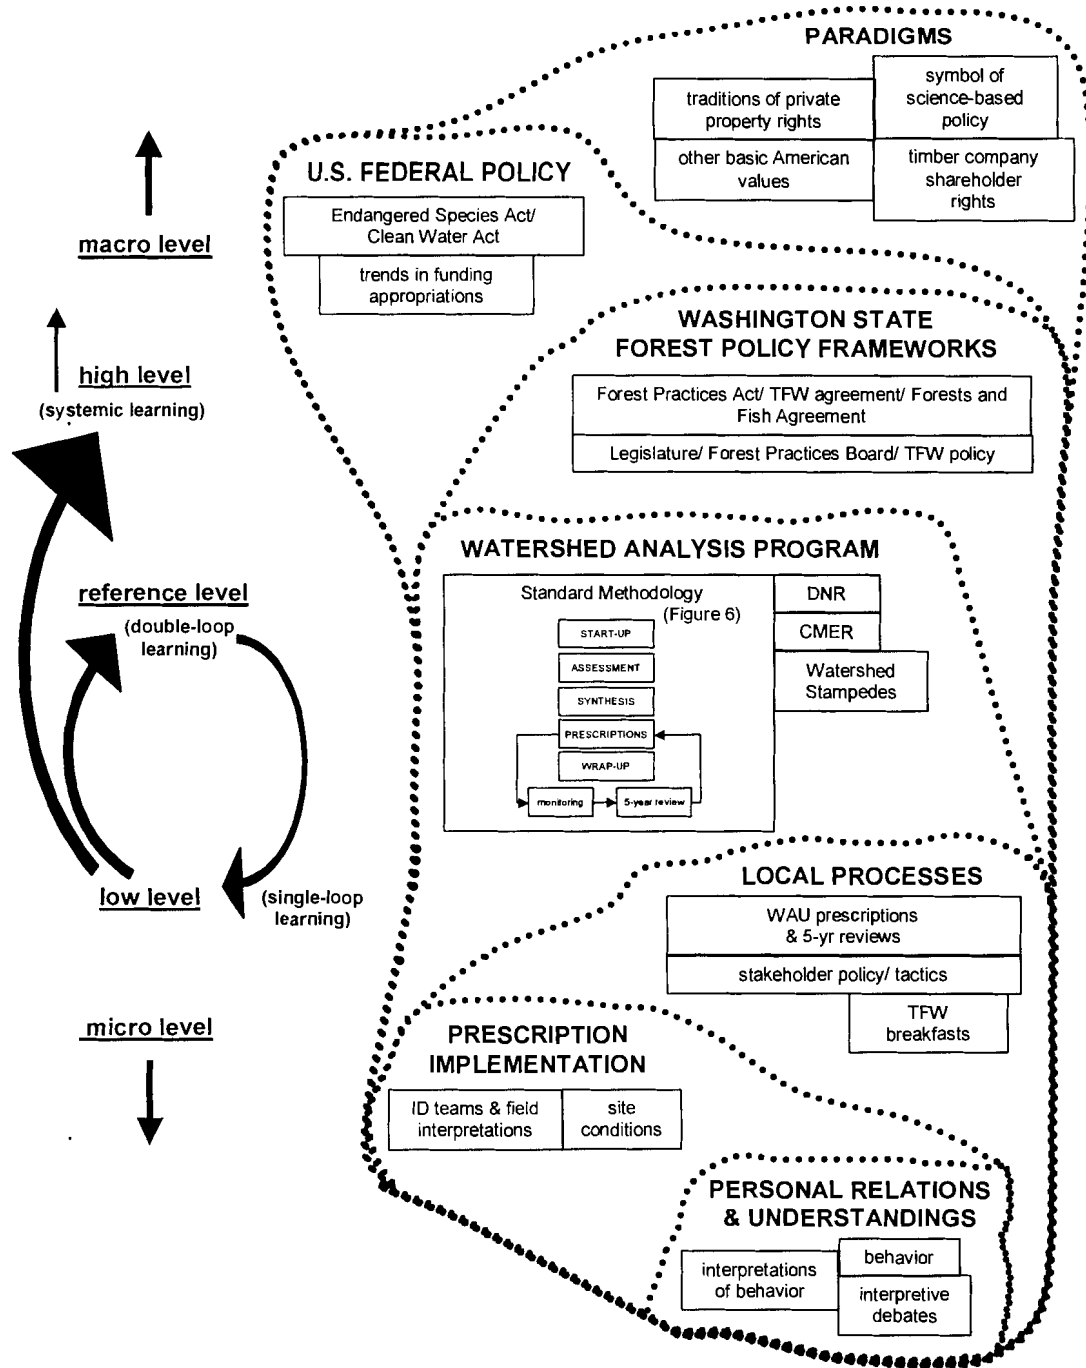 PARADIGMS
traditions of private
property rights
symbol of
science-based
policy
other basic American
values
timber company
shareholder
rights
U.S. FEDERAL POLICY
Endangered Species Act/
Clean Water Act
trends in funding
appropriations
macro level
high level
(systemic learning)
WASHINGTON STATE
FOREST POLICY FRAMEWORKS
Forest Practices Act/ TFW agreement/ Forests and
Fish Agreement
Legislature/ Forest Practices Board/ TFW policy
WATERSHED ANALYSIS PROGRAM
Standard Methodology
(Figure 6)
START-UP
ASSESSMENT
SYNTHESIS
PRESCRIPTIONS
WRAP-UP
monitoring
5-year review
DNR
CMER
Watershed
Stampedes
reference level
(double-loop
learning)
low level
(single-loop
learning)
LOCAL PROCESSES
WAU prescriptions
& 5-yr reviews
stakeholder policy/ tactics
TFW
breakfasts
micro level
PRESCRIPTION
IMPLEMENTATION
ID teams & field
interpretations
site
conditions
PERSONAL RELATIONS
& UNDERSTANDINGS
interpretations
of behavior
behavior
interpretive
debates